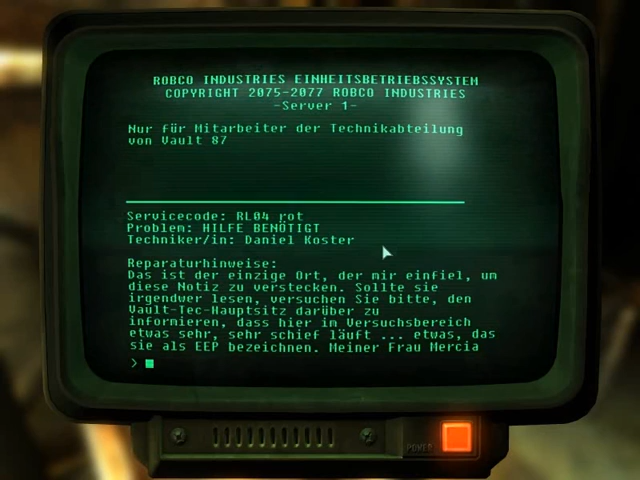 ROBCO INDUSTRIES EINHEITSBETRIEBSSYSTEM
COPYRIGHT 2075-2077 ROBCO INDUSTRIES
-Server 1-
Nur für Mitarbeiter der Technikabteilung
von Vault 87
Servicecode: RL04 rot
Problem: HILFE BENÖTIGT
Techniker/in: Daniel Koster
Reparaturhinweise:
Das ist der einzige Ort, der mir einfiel, um
diese Notiz zu verstecken. Sollte sie
irgendwer lesen, versuchen Sie bitte, den
Vault-Tec-Hauptsitz darüber zu
informieren, dass hier im Versuchsbereich
etwas sehr, sehr schief läuft ... etwas, das
sie als EEP bezeichnen. Meiner Frau Mercia
>
POWER